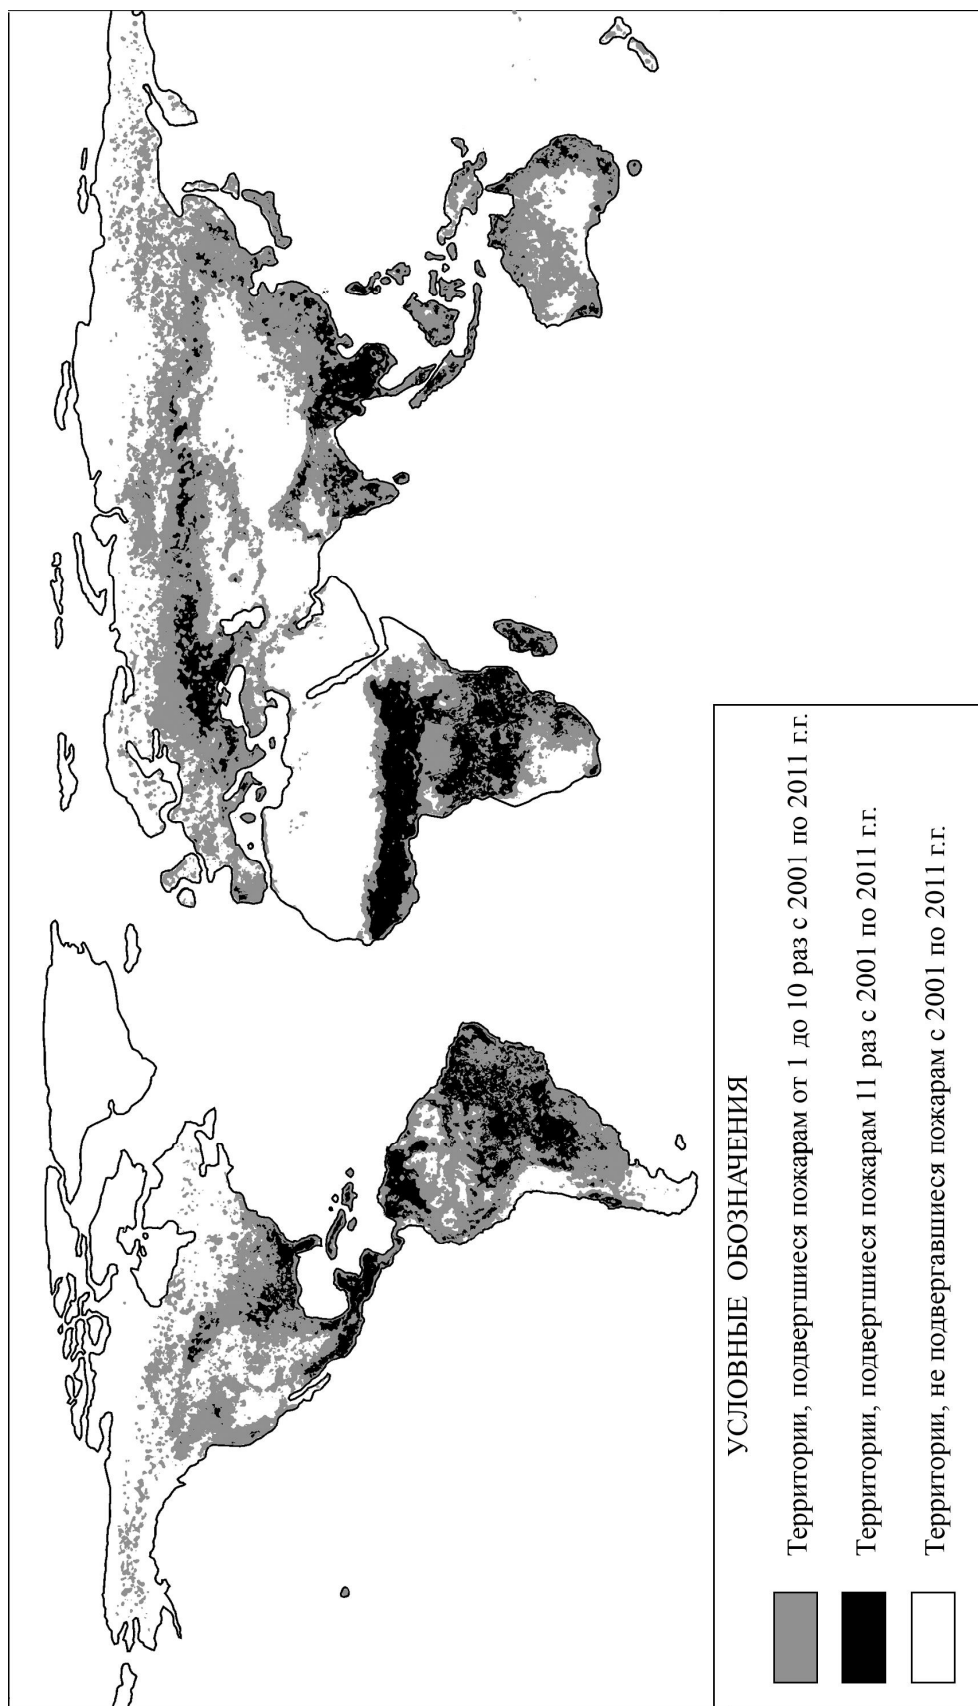 УСЛОВНЫЕ ОБОЗНАЧЕНИЯ
Территории, подвергшиеся пожарам от 1 до 10 раз с 2001 по 2011 г.г.
Территории, подвергшиеся пожарам 11 раз с 2001 по 2011 г.г.
Территории, не подвергавшиеся пожарам с 2001 по 2011 г.г.